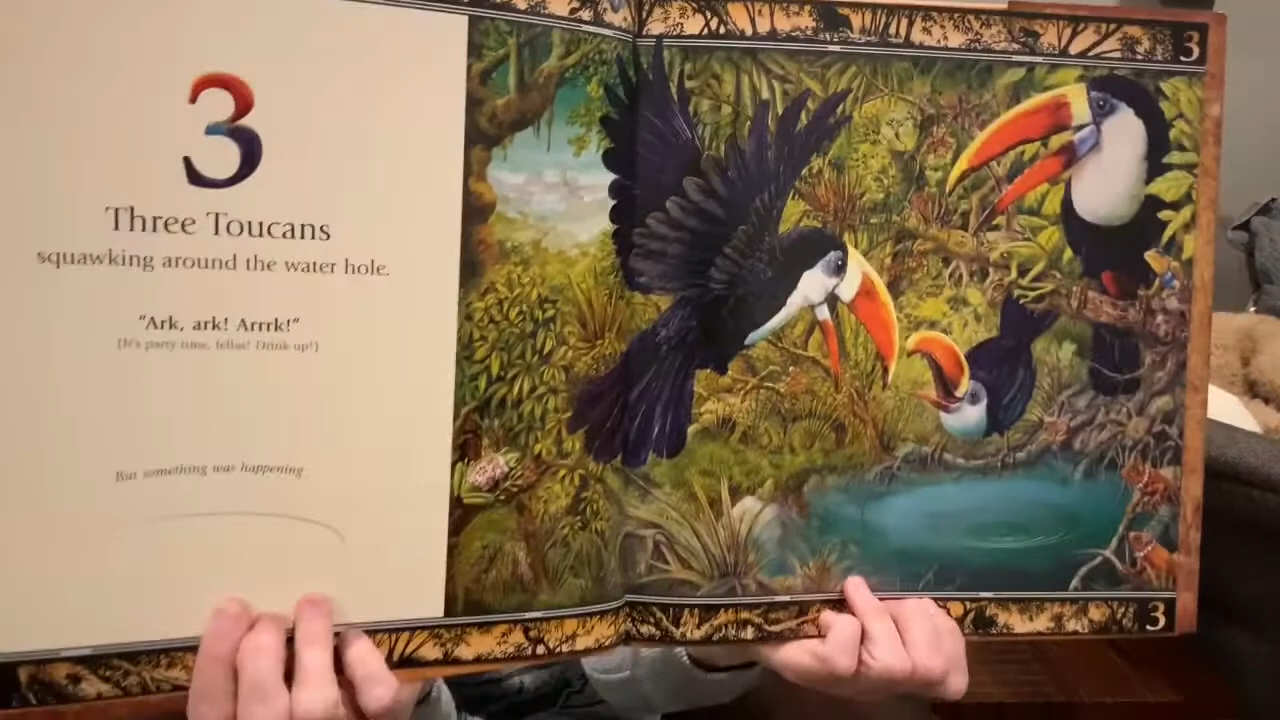 3
Three Toucans
squawking around the water hole.
"Ark, ark! Arrrk!"
(It's party time, fellas! Drink up!)
But something was happening
3
3